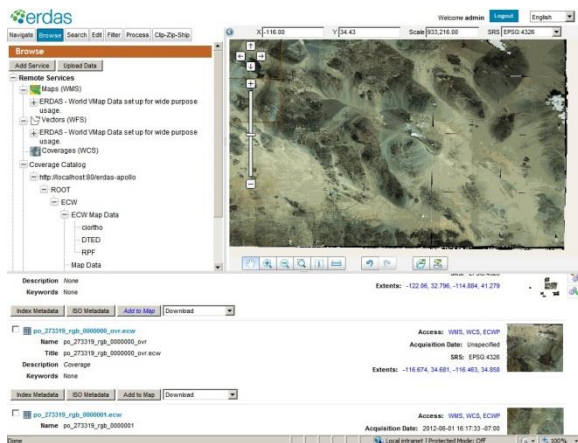 erdas
Welcome admin Logout English
Navigate Browse Search Edit Filter Process Clip-Zip-Ship
X -116.00 Y 34.43 Scale 933,216.00 SRS EPSG:4326
Browse
Add Service Upload Data
Remote Services
Maps (WMS)
ERDAS - World VMap Data set up for wide purpose
usage.
Vectors (WFS)
ERDAS - World VMap Data set up for wide purpose
usage.
Coverages (WCS)
Coverage Catalog
http://localhost:80/erdas-apollo
ROOT
ECW
ECW Map Data
ciortho
DTED
RPF
Map Data
Description None
Keywords None
Extents: -122.06, 32.796, -114.884, 41.279
Index Metadata ISO Metadata Add to Map Download
po_273319_rgb_0000000_ovr.ecw
Name po_273319_rgb_0000000_ovr
Title po_273319_rgb_0000000_ovr.ecw
Description Coverage
Keywords None
Access: WMS, WCS, ECWP
Acquisition Date: Unspecified
SRS: EPSG:4326
Extents: -116.674, 34.681, -116.463, 34.858
Index Metadata ISO Metadata Add to Map Download
po_273319_rgb_0000001.ecw
Name po_273319_rgb_0000001
Access: WMS, WCS, ECWP
Acquisition Date: 2012-06-01 16:17:33 -07:00
Done
Local intranet | Protected Mode: Off 100%